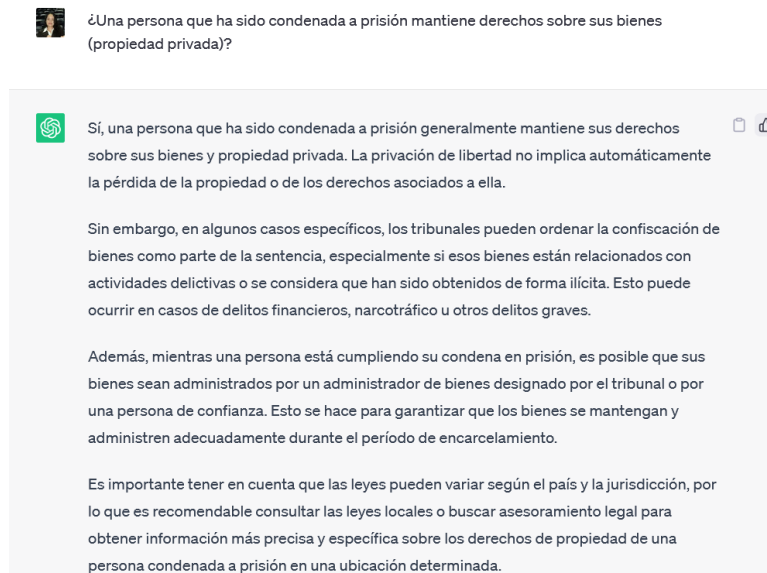 ¿Una persona que ha sido condenada a prisión mantiene derechos sobre sus bienes
(propiedad privada)?
Sí, una persona que ha sido condenada a prisión generalmente mantiene sus derechos
sobre sus bienes y propiedad privada. La privación de libertad no implica automáticamente
la pérdida de la propiedad o de los derechos asociados a ella.
Sin embargo, en algunos casos específicos, los tribunales pueden ordenar la confiscación de
bienes como parte de la sentencia, especialmente si esos bienes están relacionados con
actividades delictivas o se considera que han sido obtenidos de forma ilícita. Esto puede
ocurrir en casos de delitos financieros, narcotráfico u otros delitos graves.
Además, mientras una persona está cumpliendo su condena en prisión, es posible que sus
bienes sean administrados por un administrador de bienes designado por el tribunal o por
una persona de confianza. Esto se hace para garantizar que los bienes se mantengan y
administren adecuadamente durante el período de encarcelamiento.
Es importante tener en cuenta que las leyes pueden variar según el país y la jurisdicción, por
lo que es recomendable consultar las leyes locales o buscar asesoramiento legal para
obtener información más precisa y específica sobre los derechos de propiedad de una
persona condenada a prisión en una ubicación determinada.